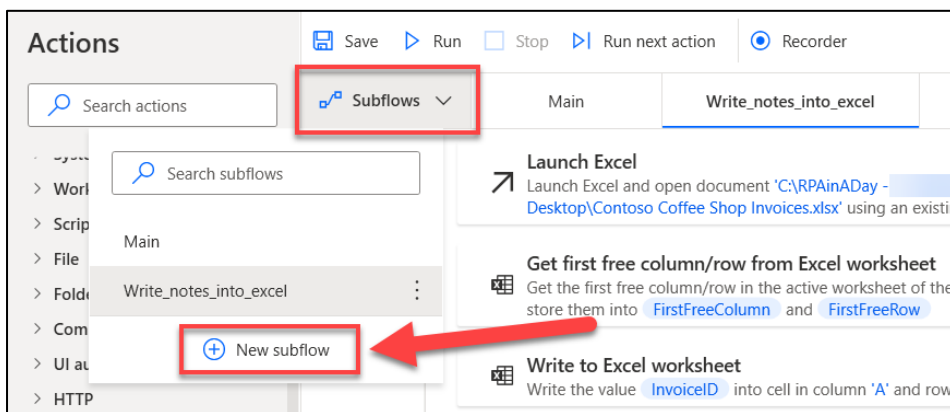 Actions
Save
Run
Stop
Run next action
Recorder
Search actions
Subflows
Main
Write_notes_into_excel
Search subflows
Main
Write_notes_into_excel
New subflow
Work
Scrip
File
Folde
Com
UI au
HTTP
Launch Excel
Launch Excel and open document 'C:\RPAinADay -
Desktop\Contoso Coffee Shop Invoices.xlsx' using an existi
Get first free column/row from Excel worksheet
Get the first free column/row in the active worksheet of the
store them into FirstFreeColumn and FirstFreeRow
Write to Excel worksheet
Write the value InvoiceID into cell in column 'A' and row